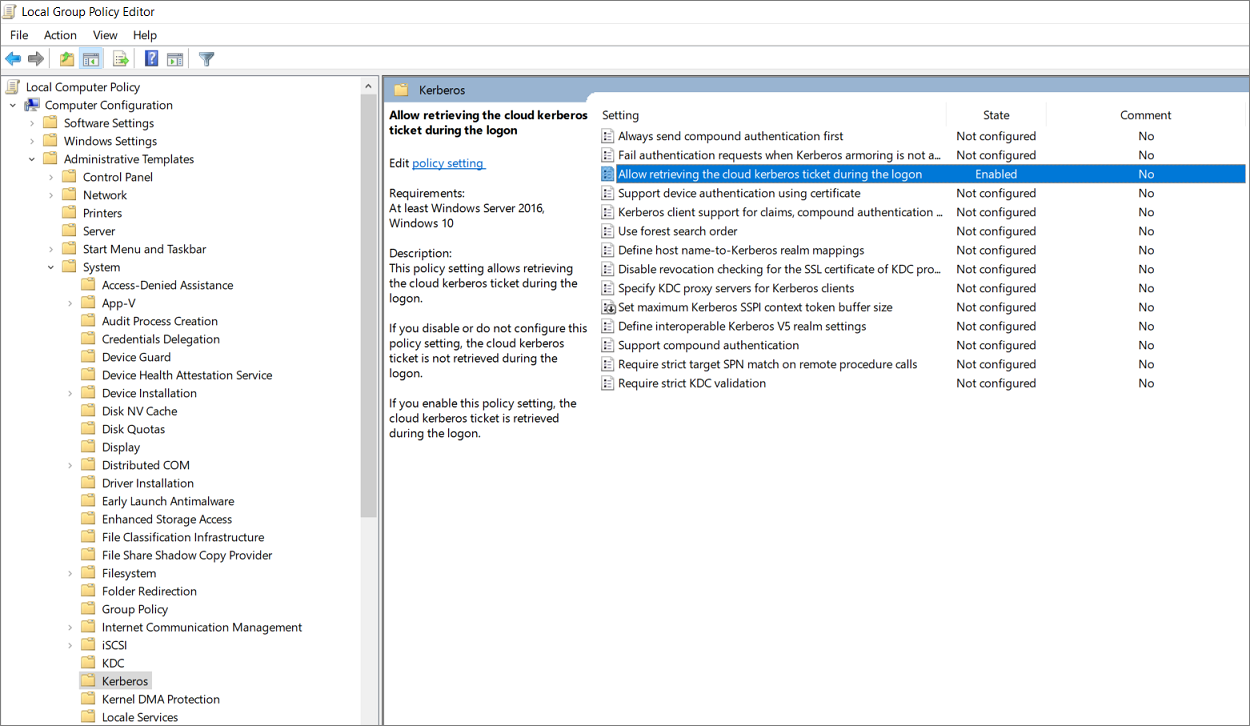 Local Group Policy Editor
File Action View Help
Local Computer Policy
Computer Configuration
Software Settings
Windows Settings
Administrative Templates
Control Panel
Network
Printers
Server
Start Menu and Taskbar
System
Access-Denied Assistance
App-V
Audit Process Creation
Credentials Delegation
Device Guard
Device Health Attestation Service
Device Installation
Disk NV Cache
Disk Quotas
Display
Distributed COM
Driver Installation
Early Launch Antimalware
Enhanced Storage Access
File Classification Infrastructure
File Share Shadow Copy Provider
Filesystem
Folder Redirection
Group Policy
Internet Communication Management
iSCSI
KDC
Kerberos
Kernel DMA Protection
Locale Services
Kerberos
Allow retrieving the cloud kerberos
ticket during the logon
Edit policy setting
Requirements:
At least Windows Server 2016,
Windows 10
Description:
This policy setting allows retrieving
the cloud kerberos ticket during the
logon.
If you disable or do not configure this
policy setting, the cloud kerberos
ticket is not retrieved during the
logon.
If you enable this policy setting, the
cloud kerberos ticket is retrieved
during the logon.
Setting State Comment
Always send compound authentication first Not configured No
Fail authentication requests when Kerberos armoring is not a... Not configured No
Allow retrieving the cloud kerberos ticket during the logon Enabled No
Support device authentication using certificate Not configured No
Kerberos client support for claims, compound authentication ... Not configured No
Use forest search order Not configured No
Define host name-to-Kerberos realm mappings Not configured No
Disable revocation checking for the SSL certificate of KDC pro... Not configured No
Specify KDC proxy servers for Kerberos clients Not configured No
Set maximum Kerberos SSPI context token buffer size Not configured No
Define interoperable Kerberos V5 realm settings Not configured No
Support compound authentication Not configured No
Require strict target SPN match on remote procedure calls Not configured No
Require strict KDC validation Not configured No